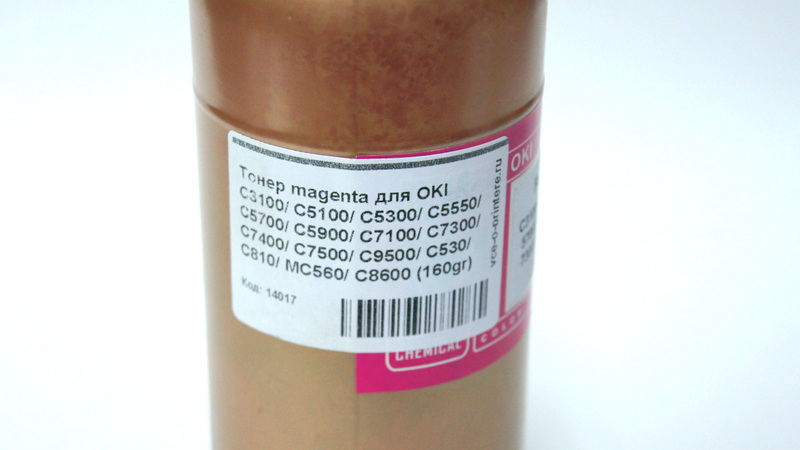 Тонер magenta для OKI
C3100/ C5100/ C5300/ C5550/
C5700/ C5900/ C7100/ C7300/
C7400/ C7500/ C9500/ C530/
C810/ MC560/ C8600 (160gr)
Код: 14017
vce-o-printere.ru
OKI
CHEMICAL
COLOR